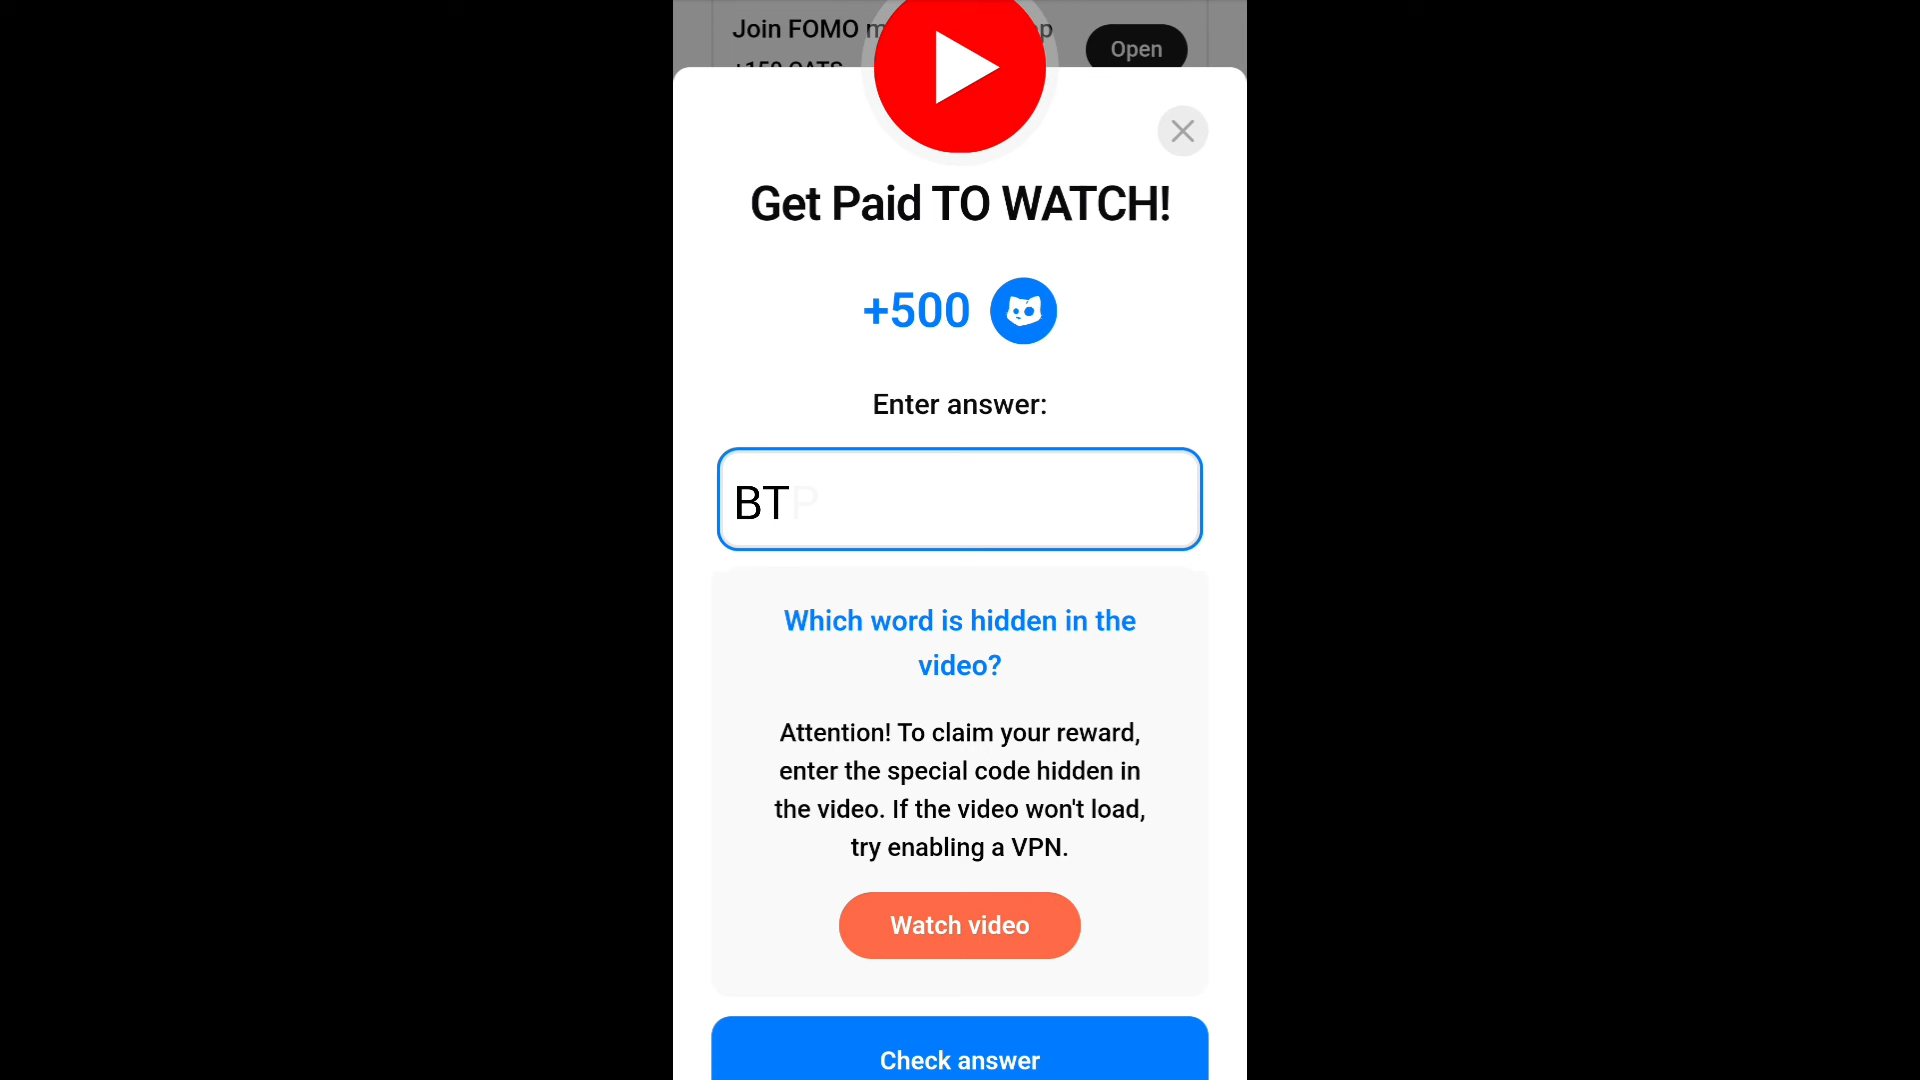 Join FOMO
Open
Get Paid TO WATCH!
+500
Enter answer:
BTP
Which word is hidden in the
video?
Attention! To claim your reward,
enter the special code hidden in
the video. If the video won't load,
try enabling a VPN.
Watch video
Check answer